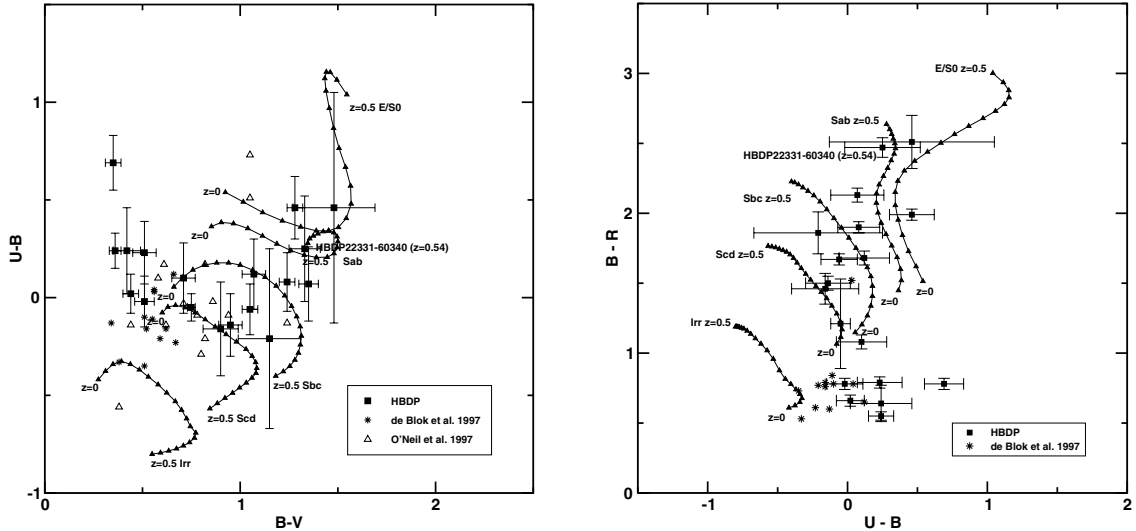 1
0
-1
U-B
0
1
2
B-V
z=0.5 E/S0
z=0
z=0
HBDP22331-60340 (z=0.54)
z=0.5
Sab
z=0
z=0
z=0
z=0.5 Sbc
z=0.5 Scd
z=0.5 Irr
HBDP
de Blok et al. 1997
O'Neil et al. 1997
3
2
1
0
B - R
-1
0
1
2
U - B
E/S0 z=0.5
Sab z=0.5
HBDP22331-60340 (z=0.54)
Sbc z=0.5
Scd z=0.5
Irr z=0.5
z=0
z=0
z=0
z=0
z=0
HBDP
de Blok et al. 1997